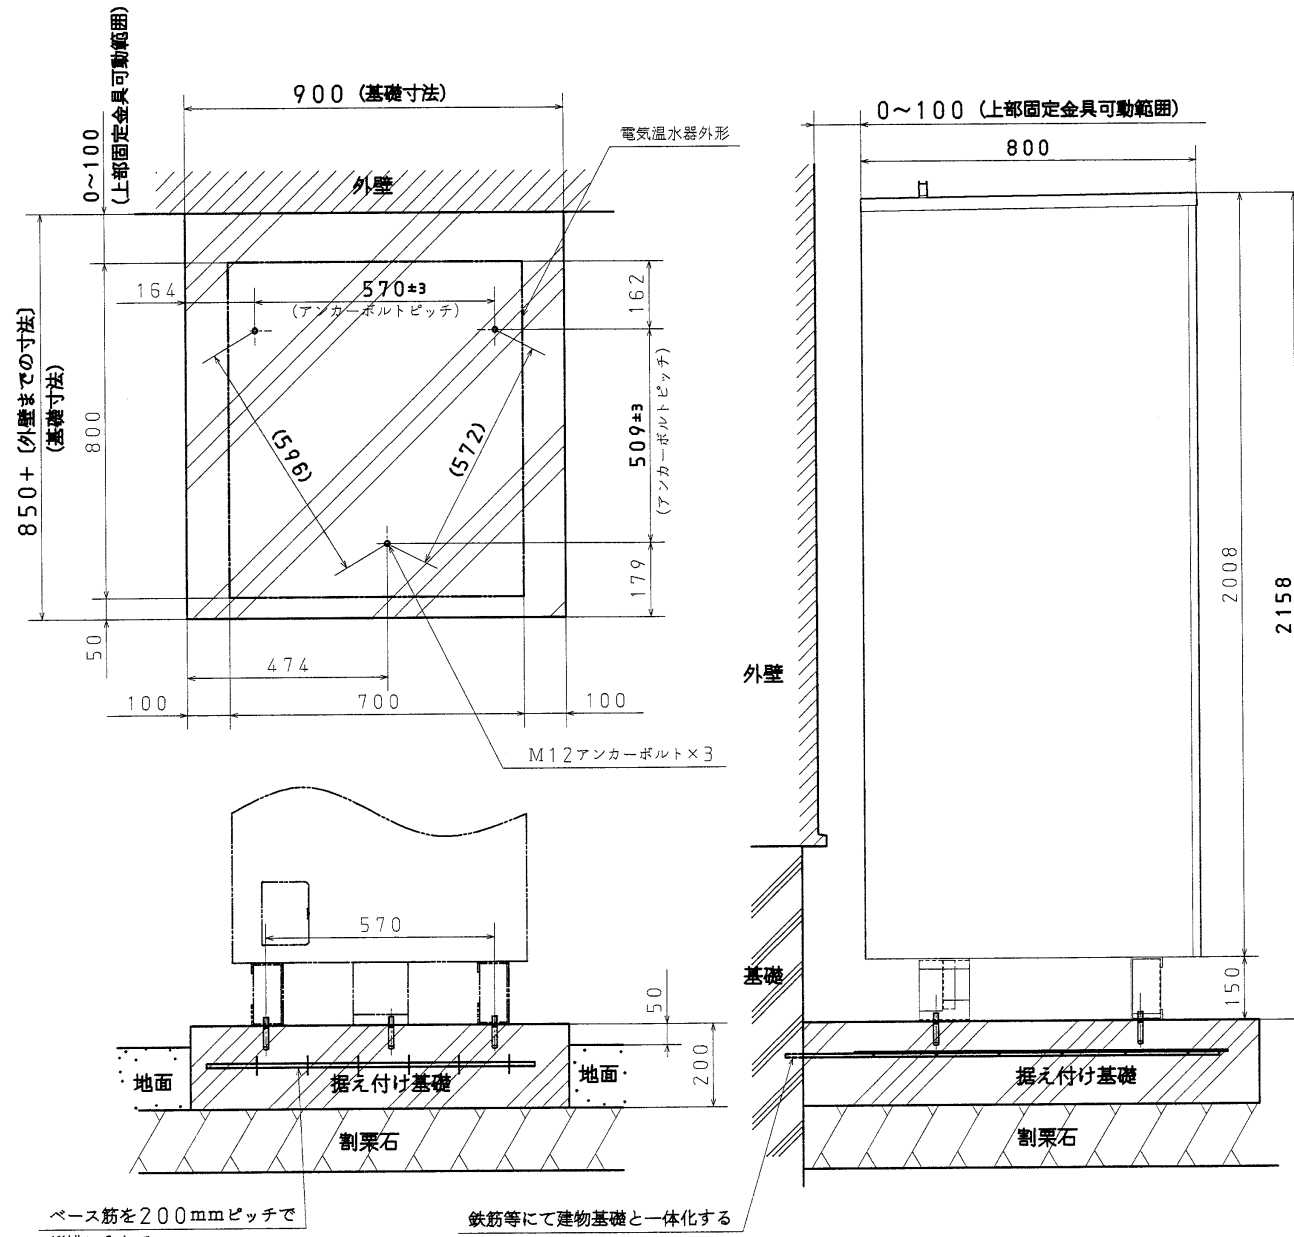 0～100
(上部固定金具可動範囲)
900 (基礎寸法)
電気温水器外形
外壁
850+〔外壁までの寸法〕
(基礎寸法)
800
164
570±3
(アンカーボルトピッチ)
162
509±3
(アンカーボルトピッチ)
(596)
(572)
179
50
474
100
700
100
M12アンカーボルト×3
0～100 (上部固定金具可動範囲)
800
2008
2158
外壁
基礎
150
据え付け基礎
割栗石
570
50
200
地面
据え付け基礎
地面
割栗石
ベース筋を200mmピッチで
鉄筋等にて建物基礎と一体化する